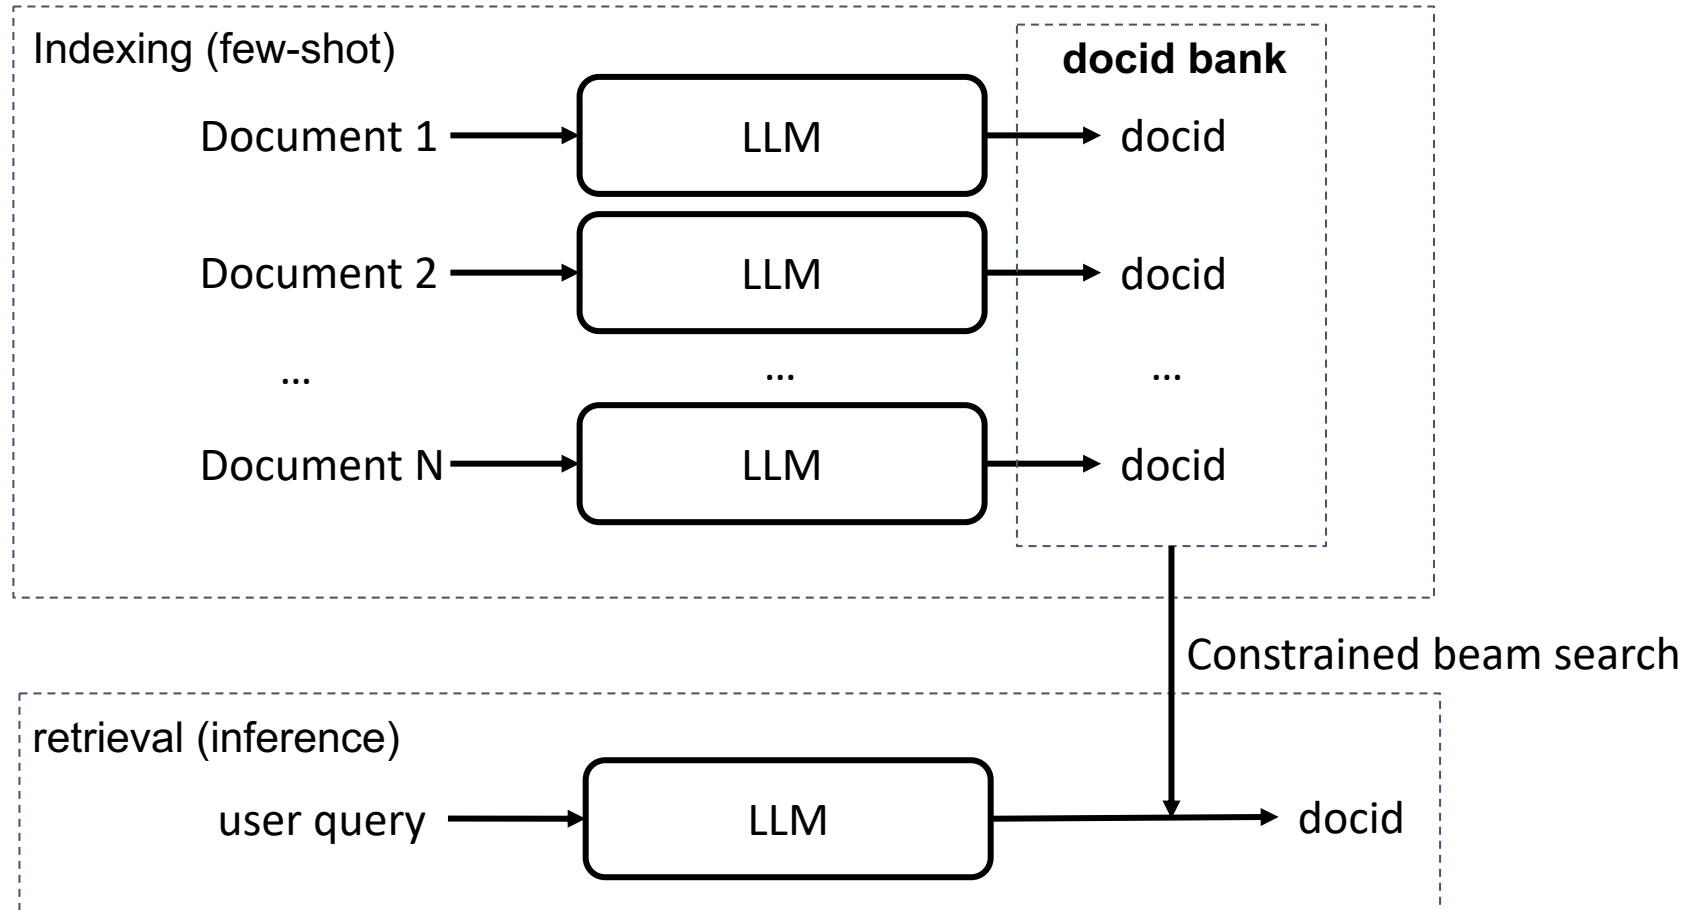 Indexing (few-shot)
docid bank
Document 1
LLM
docid
Document 2
LLM
docid
...
...
...
Document N
LLM
docid
Constrained beam search
retrieval (inference)
user query
LLM
docid